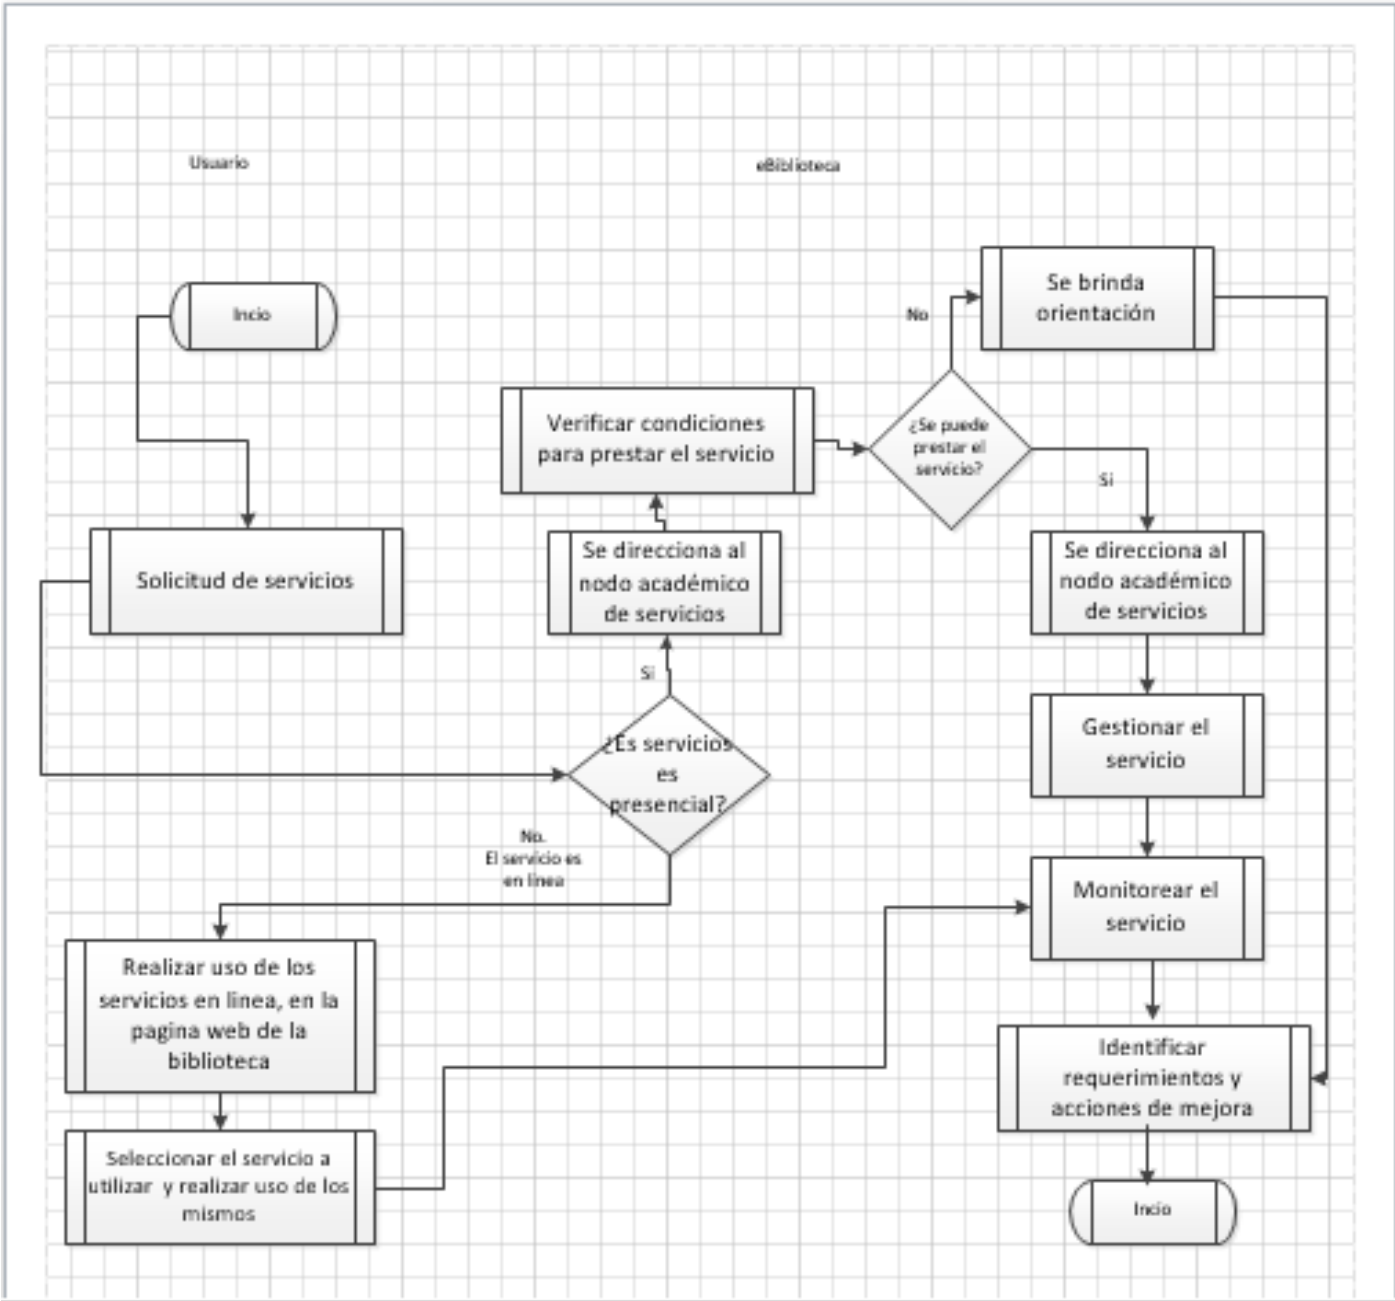 Usuario
eBiblioteca
Incio
Solicitud de servicios
Se brinda
orientación
No
Verificar condiciones
para prestar el servicio
¿Se puede
prestar el
servicio?
Si
Se direcciona al
nodo académico
de servicios
Se direcciona al
nodo académico
de servicios
Si
¿Es servicios
es
presencial?
No.
El servicio es
en linea
Gestionar el
servicio
Monitorear el
servicio
Realizar uso de los
servicios en linea, en la
pagina web de la
biblioteca
Seleccionar el servicio a
utilizar y realizar uso de los
mismos
Identificar
requerimientos y
acciones de mejora
Incio